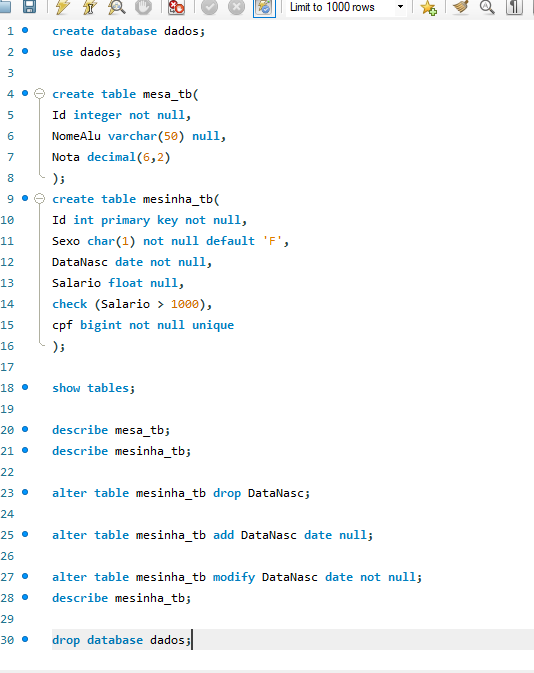 Limit to 1000 rows
1 create database dados;
2 use dados;
3
4 create table mesa_tb(
5 Id integer not null,
6 NomeAlu varchar(50) null,
7 Nota decimal(6,2)
8 );
9 create table mesinha_tb(
10 Id int primary key not null,
11 Sexo char(1) not null default 'F',
12 DataNasc date not null,
13 Salario float null,
14 check (Salario > 1000),
15 cpf bigint not null unique
16 );
17
18 show tables;
19
20 describe mesa_tb;
21 describe mesinha_tb;
22
23 alter table mesinha_tb drop DataNasc;
24
25 alter table mesinha_tb add DataNasc date null;
26
27 alter table mesinha_tb modify DataNasc date not null;
28 describe mesinha_tb;
29
30 drop database dados;